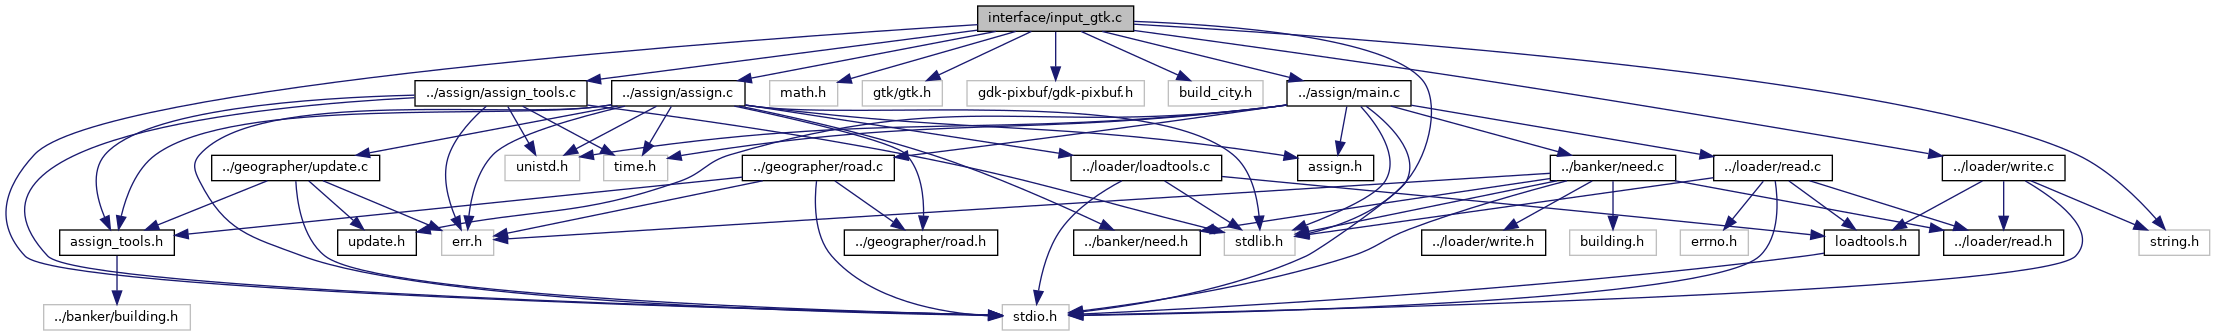 interface/input_gtk.c
../assign/assign_tools.c
../assign/assign.c
math.h
gtk/gtk.h
gdk-pixbuf/gdk-pixbuf.h
build_city.h
../assign/main.c
../geographer/update.c
unistd.h
time.h
../geographer/road.c
../loader/loadtools.c
assign.h
../banker/need.c
../loader/read.c
../loader/write.c
assign_tools.h
update.h
err.h
../geographer/road.h
../banker/need.h
stdlib.h
../loader/write.h
building.h
errno.h
loadtools.h
../loader/read.h
string.h
../banker/building.h
stdio.h